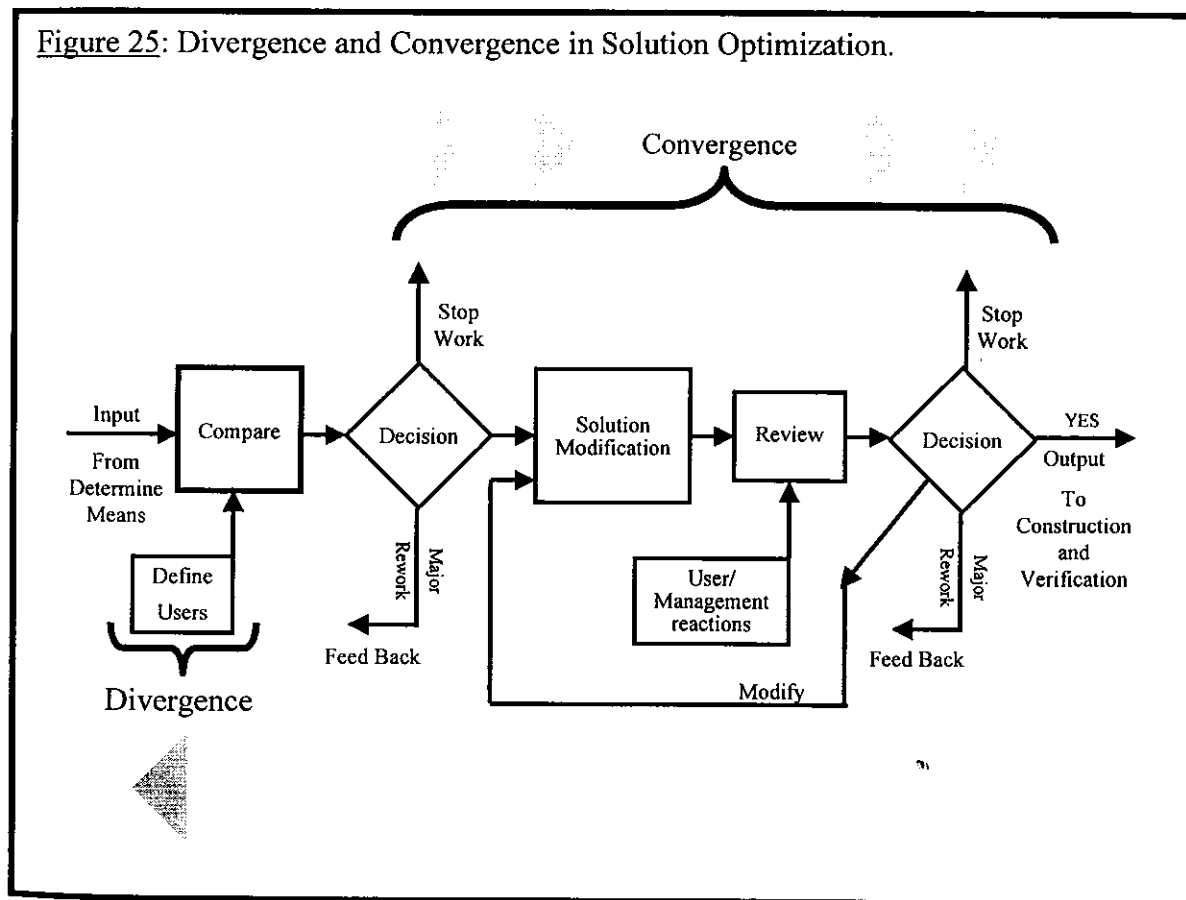 Figure 25: Divergence and Convergence in Solution Optimization.
Convergence
Stop
Work
Stop
Work
Input
From
Determine
Means
Compare
Decision
Solution
Modification
Review
Decision
YES
Output
To
Construction
and
Verification
Define
Users
Major
Rework
Feed Back
User/
Management
reactions
Major
Rework
Feed Back
Modify
Divergence